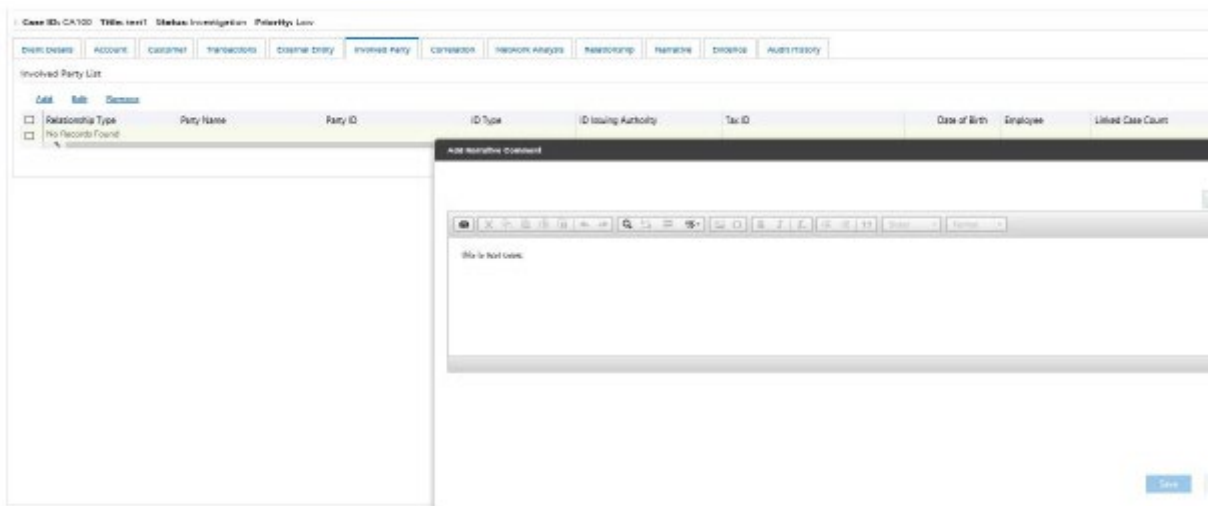 Case ID: CA100 Title: test1 Status: Investigation Priority: Low
Event Details Account Customer Transactions External Entity Involved Party Correlation Network Analysis Relationship Narrative Evidence Audit History
Involved Party List
Add Edit Remove
Relationship Type Party Name Party ID ID Type ID Issuing Authority Tax ID Date of Birth Employee Linked Case Count
No Records Found
Add Narrative Comment
B I
Normal
This is test
Save